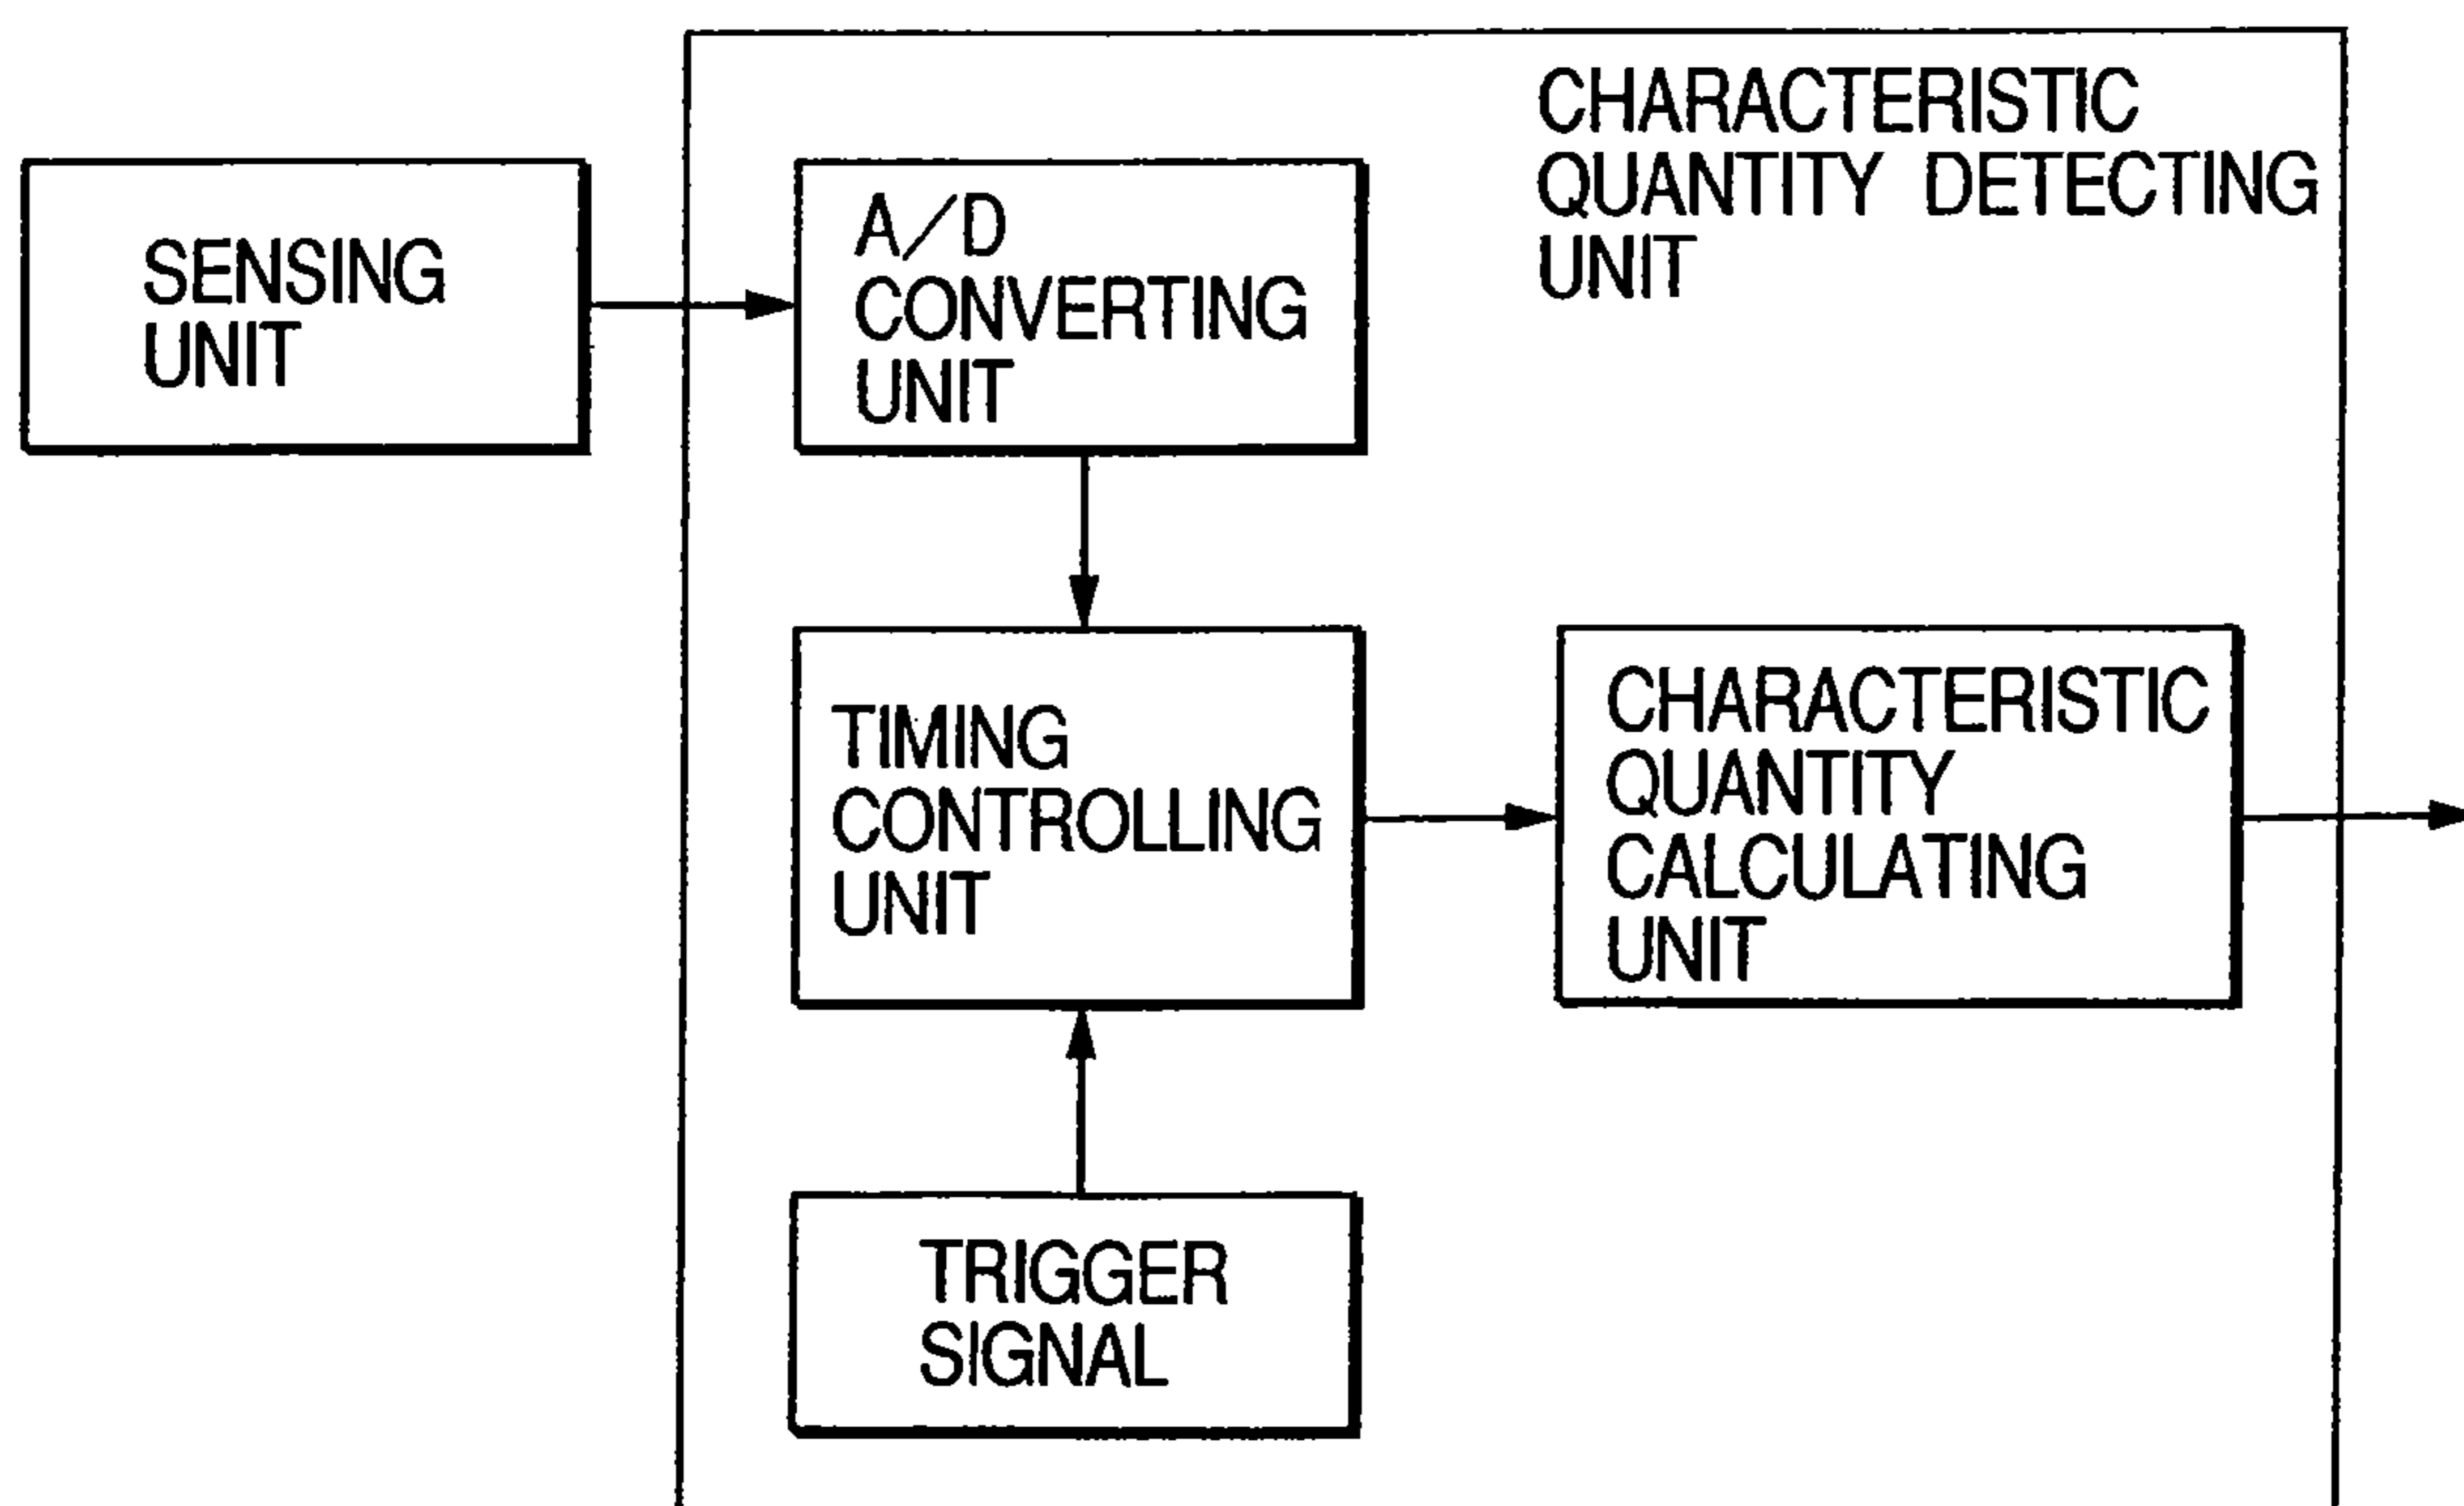 CHARACTERISTIC
QUANTITY DETECTING
UNIT
SENSING
UNIT
A/D
CONVERTING
UNIT
TIMING
CONTROLLING
UNIT
CHARACTERISTIC
QUANTITY
CALCULATING
UNIT
TRIGGER
SIGNAL